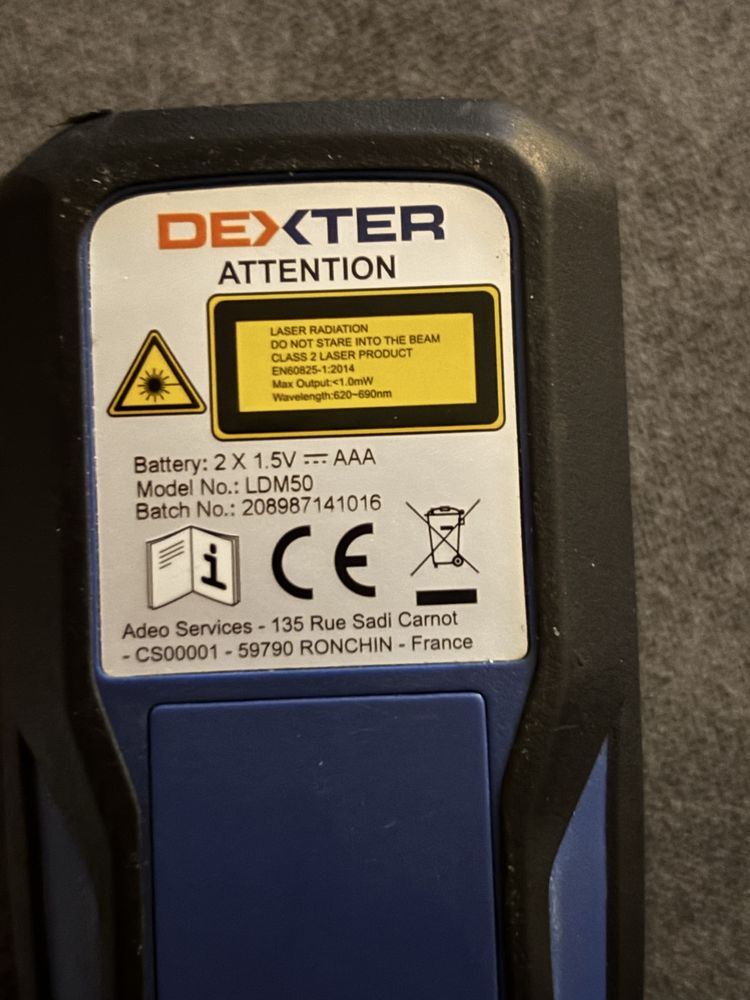 DEXTER
ATTENTION
LASER RADIATION
DO NOT STARE INTO THE BEAM
CLASS 2 LASER PRODUCT
EN60825-1:2014
Max Output:<1.0mW
Wavelength:620~690nm
Battery: 2 X 1.5V ⎓ AAA
Model No.: LDM50
Batch No.: 208987141016
i CE
Adeo Services - 135 Rue Sadi Carnot
- CS00001 - 59790 RONCHIN - France